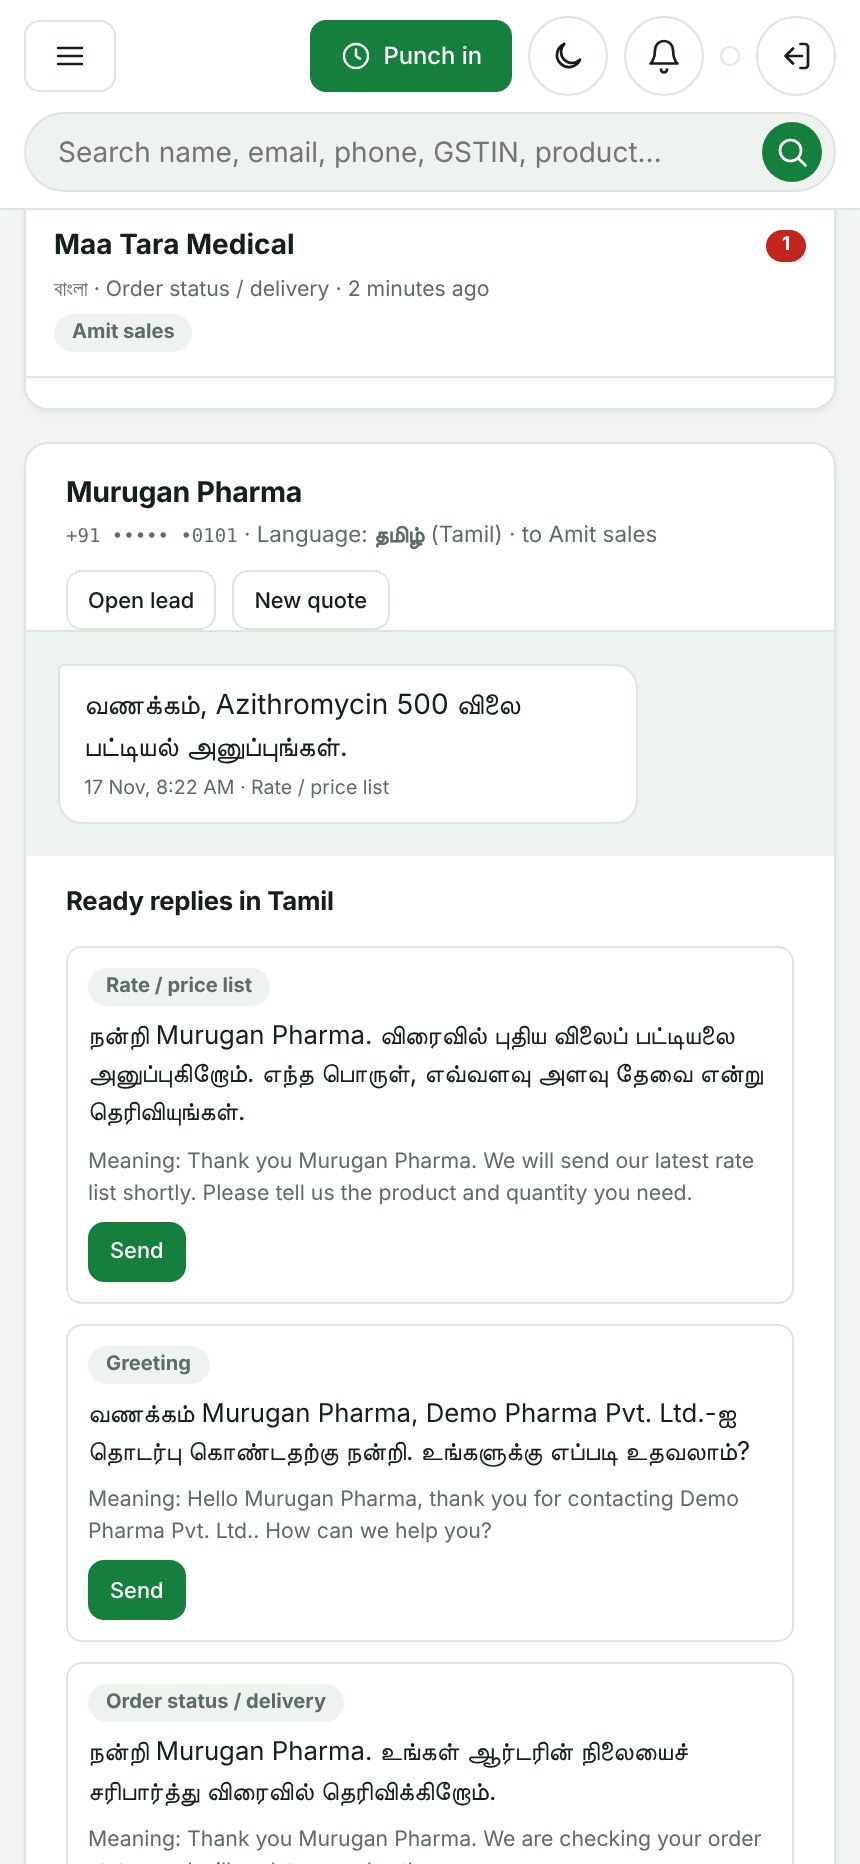 Punch in
Search name, email, phone, GSTIN, product...
Maa Tara Medical
1
বাংলা · Order status / delivery · 2 minutes ago
Amit sales
Murugan Pharma
+91 ••••• •0101 · Language: தமிழ் (Tamil) · to Amit sales
Open lead
New quote
வணக்கம், Azithromycin 500 விலை
பட்டியல் அனுப்புங்கள்.
17 Nov, 8:22 AM · Rate / price list
Ready replies in Tamil
Rate / price list
நன்றி Murugan Pharma. விரைவில் புதிய விலைப் பட்டியலை
அனுப்புகிறோம். எந்த பொருள், எவ்வளவு அளவு தேவை என்று
தெரிவியுங்கள்.
Meaning: Thank you Murugan Pharma. We will send our latest rate
list shortly. Please tell us the product and quantity you need.
Send
Greeting
வணக்கம் Murugan Pharma, Demo Pharma Pvt. Ltd.-ஐ
தொடர்பு கொண்டதற்கு நன்றி. உங்களுக்கு எப்படி உதவலாம்?
Meaning: Hello Murugan Pharma, thank you for contacting Demo
Pharma Pvt. Ltd.. How can we help you?
Send
Order status / delivery
நன்றி Murugan Pharma. உங்கள் ஆர்டரின் நிலையைச்
சரிபார்த்து விரைவில் தெரிவிக்கிறோம்.
Meaning: Thank you Murugan Pharma. We are checking your order